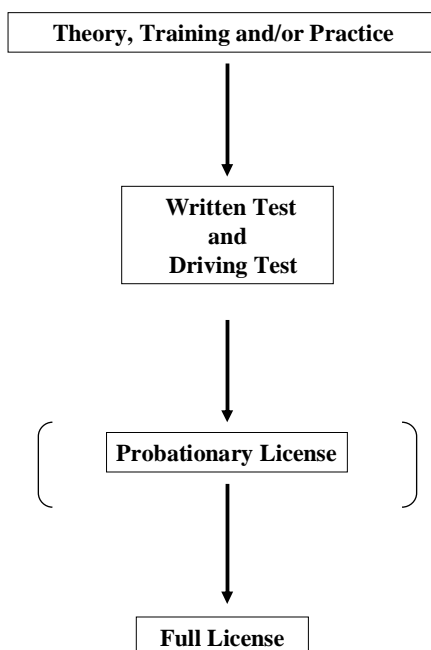 Theory, Training and/or Practice
Written Test
and
Driving Test
Probationary License
Full License